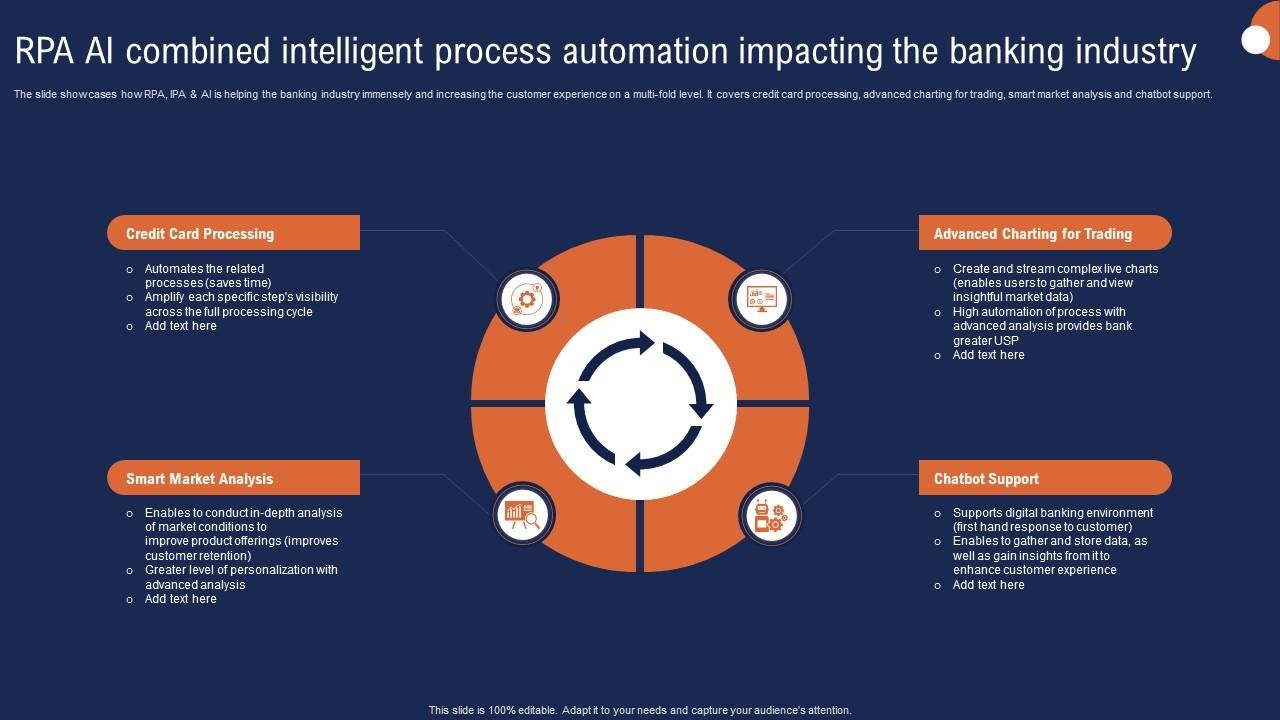 RPA AI combined intelligent process automation impacting the banking industry
The slide showcases how RPA, IPA & AI is helping the banking industry immensely and increasing the customer experience on a multi-fold level. It covers credit card processing, advanced charting for trading, smart market analysis and chatbot support.
Credit Card Processing
o Automates the related
processes (saves time)
o Amplify each specific step's visibility
across the full processing cycle
o Add text here
Advanced Charting for Trading
o Create and stream complex live charts
(enables users to gather and view
insightful market data)
o High automation of process with
advanced analysis provides bank
greater USP
o Add text here
Smart Market Analysis
o Enables to conduct in-depth analysis
of market conditions to
improve product offerings (improves
customer retention)
o Greater level of personalization with
advanced analysis
o Add text here
Chatbot Support
o Supports digital banking environment
(first hand response to customer)
o Enables to gather and store data, as
well as gain insights from it to
enhance customer experience
o Add text here
This slide is 100% editable. Adapt it to your needs and capture your audience's attention.